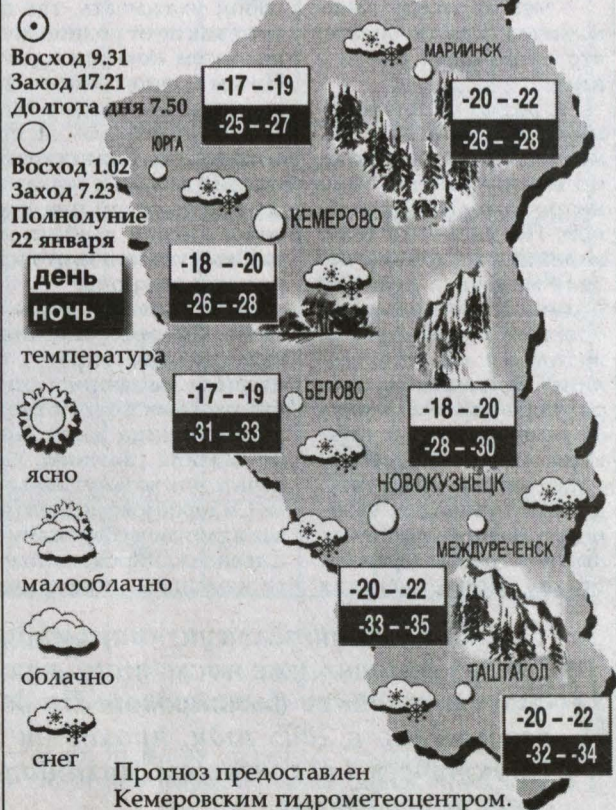 Восход 9.31
Заход 17.21
Долгота дня 7.50
Восход 1.02
Заход 7.23
Полнолуние
22 января
день
ночь
температура
ясно
малооблачно
облачно
снег
МАРИИНСК
-17 – -19
-25 – -27
-20 – -22
-26 – -28
ЮРГА
КЕМЕРОВО
-18 – -20
-26 – -28
БЕЛОВО
-17 – -19
-31 – -33
-18 – -20
-28 – -30
НОВОКУЗНЕЦК
МЕЖДУРЕЧЕНСК
-20 – -22
-33 – -35
ТАШТАГОЛ
-20 – -22
-32 – -34
Прогноз предоставлен
Кемеровским гидрометеоцентром.